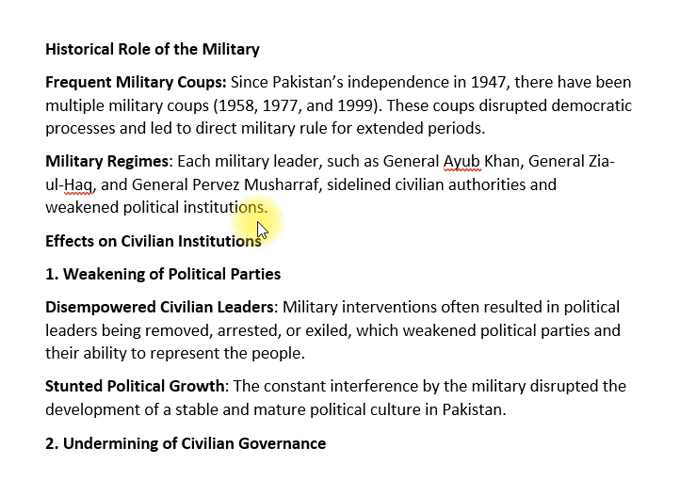 Historical Role of the Military
Frequent Military Coups: Since Pakistan’s independence in 1947, there have been
multiple military coups (1958, 1977, and 1999). These coups disrupted democratic
processes and led to direct military rule for extended periods.
Military Regimes: Each military leader, such as General Ayub Khan, General Zia-
ul-Haq, and General Pervez Musharraf, sidelined civilian authorities and
weakened political institutions.
Effects on Civilian Institutions
1. Weakening of Political Parties
Disempowered Civilian Leaders: Military interventions often resulted in political
leaders being removed, arrested, or exiled, which weakened political parties and
their ability to represent the people.
Stunted Political Growth: The constant interference by the military disrupted the
development of a stable and mature political culture in Pakistan.
2. Undermining of Civilian Governance